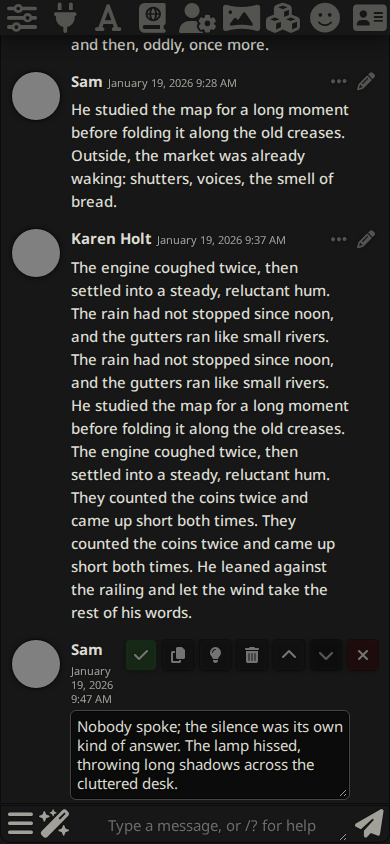 and then, oddly, once more.
Sam January 19, 2026 9:28 AM
He studied the map for a long moment
before folding it along the old creases.
Outside, the market was already
waking: shutters, voices, the smell of
bread.
Karen Holt January 19, 2026 9:37 AM
The engine coughed twice, then
settled into a steady, reluctant hum.
The rain had not stopped since noon,
and the gutters ran like small rivers.
The rain had not stopped since noon,
and the gutters ran like small rivers.
He studied the map for a long moment
before folding it along the old creases.
The engine coughed twice, then
settled into a steady, reluctant hum.
They counted the coins twice and
came up short both times. They
counted the coins twice and came up
short both times. He leaned against
the railing and let the wind take the
rest of his words.
Sam
January
19, 2026
9:47 AM
Nobody spoke; the silence was its own
kind of answer. The lamp hissed,
throwing long shadows across the
cluttered desk.
Type a message, or /? for help